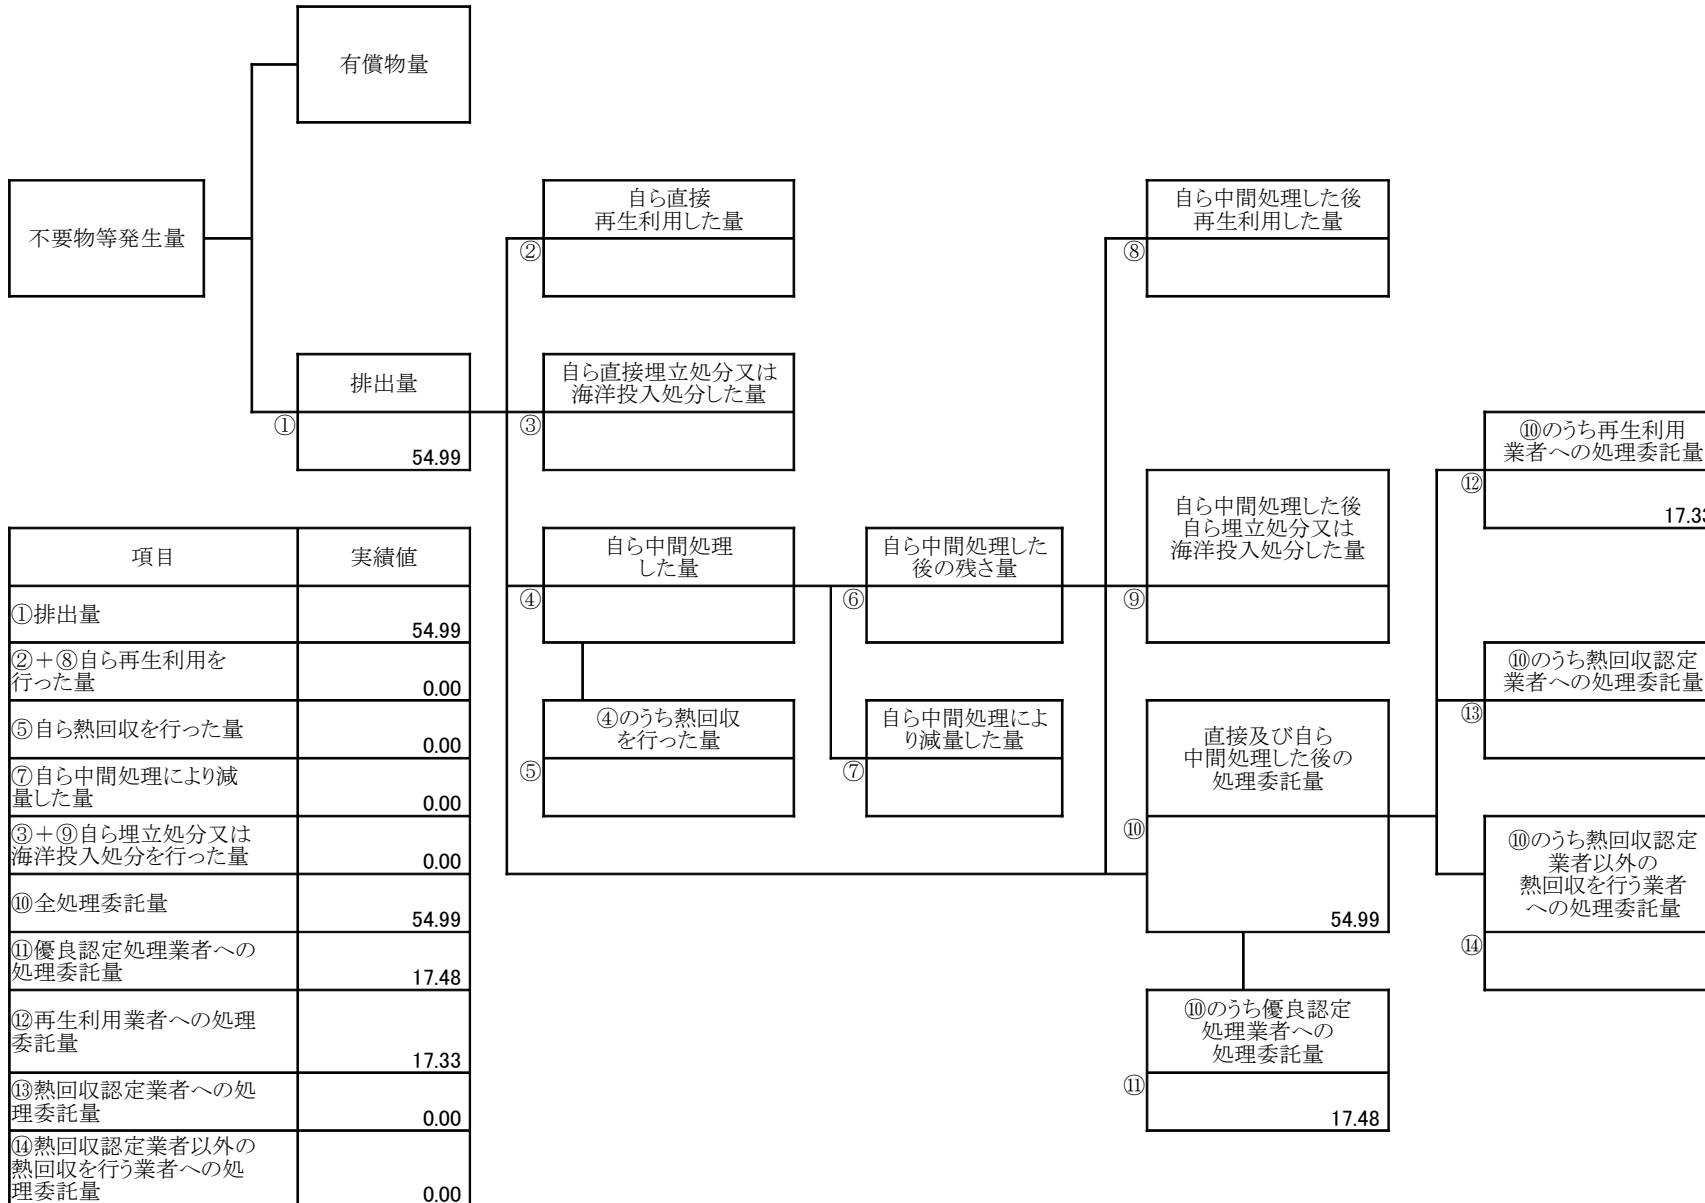 有償物量
不要物等発生量
自ら直接
再生利用した量
②
自ら中間処理した後
再生利用した量
⑧
排出量
①
54.99
自ら直接埋立処分又は
海洋投入処分した量
③
⑩のうち再生利用
業者への処理委託量
⑫
17.33
自ら中間処理
した量
④
自ら中間処理した
後の残さ量
⑥
自ら中間処理した後
自ら埋立処分又は
海洋投入処分した量
⑨
④のうち熱回収
を行った量
⑤
自ら中間処理によ
り減量した量
⑦
直接及び自ら
中間処理した後の
処理委託量
⑩
54.99
⑩のうち熱回収認定
業者への処理委託量
⑬
⑩のうち熱回収認定
業者以外の
熱回収を行う業者
への処理委託量
⑭
⑩のうち優良認定
処理業者への
処理委託量
⑪
17.48
項目 実績値
①排出量 54.99
②+⑧自ら再生利用を
行った量 0.00
⑤自ら熱回収を行った量 0.00
⑦自ら中間処理により減
量した量 0.00
③+⑨自ら埋立処分又は
海洋投入処分を行った量 0.00
⑩全処理委託量 54.99
⑪優良認定処理業者への
処理委託量 17.48
⑫再生利用業者への処理
委託量 17.33
⑬熱回収認定業者への処
理委託量 0.00
⑭熱回収認定業者以外の
熱回収を行う業者への処
理委託量 0.00